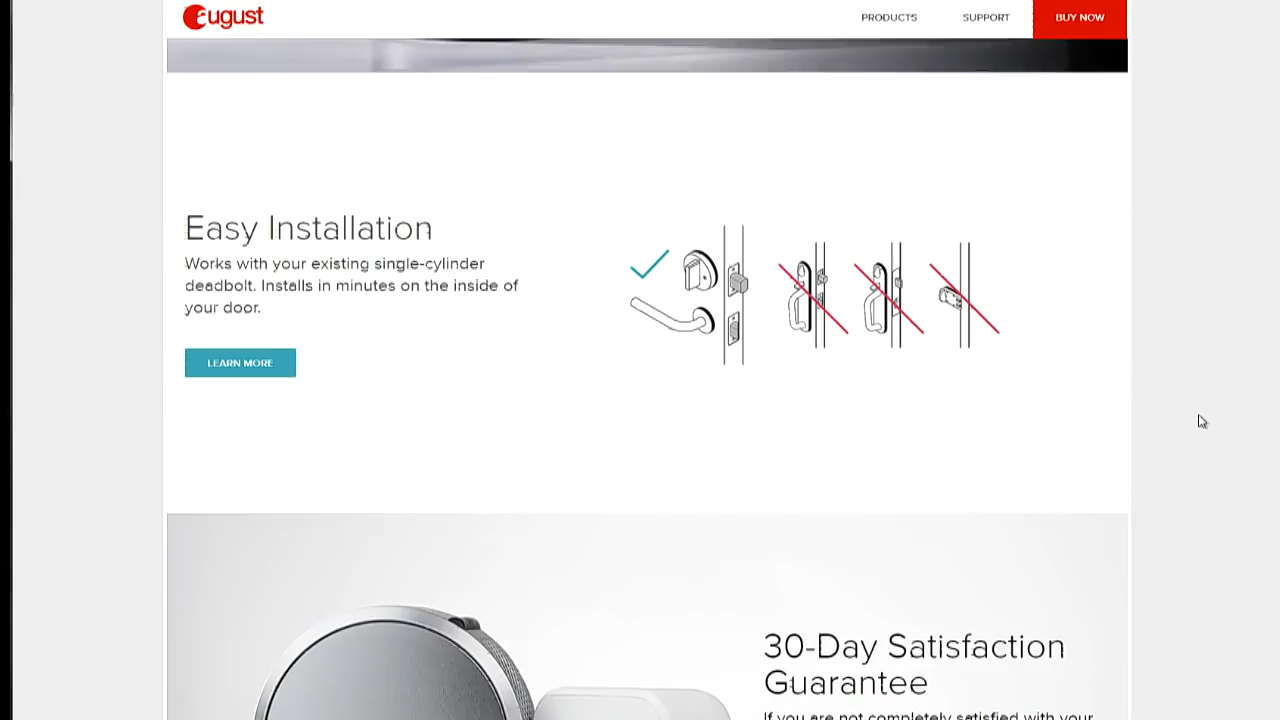 august
PRODUCTS
SUPPORT
BUY NOW
Easy Installation
Works with your existing single-cylinder
deadbolt. Installs in minutes on the inside of
your door.
LEARN MORE
30-Day Satisfaction
Guarantee
If you are not completely satisfied with your